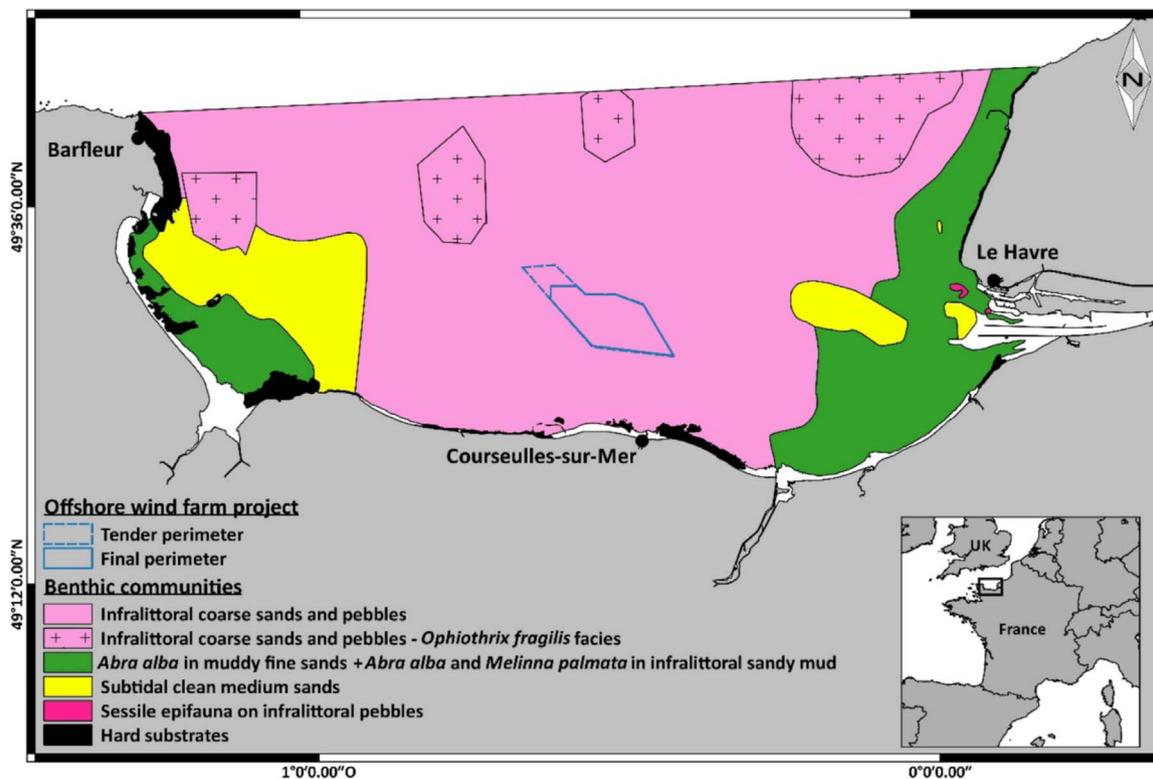 Barfleur
49°36'0.00"N
Le Havre
Courseulles-sur-Mer
Offshore wind farm project
Tender perimeter
Final perimeter
Benthic communities
Infralittoral coarse sands and pebbles
Infralittoral coarse sands and pebbles - Ophiothrix fragilis facies
Abra alba in muddy fine sands + Abra alba and Melinna palmata in infralittoral sandy mud
Subtidal clean medium sands
Sessile epifauna on infralittoral pebbles
Hard substrates
49°12'0.00"N
N
UK
France
1°0'0.00"O
0°0'0.00"